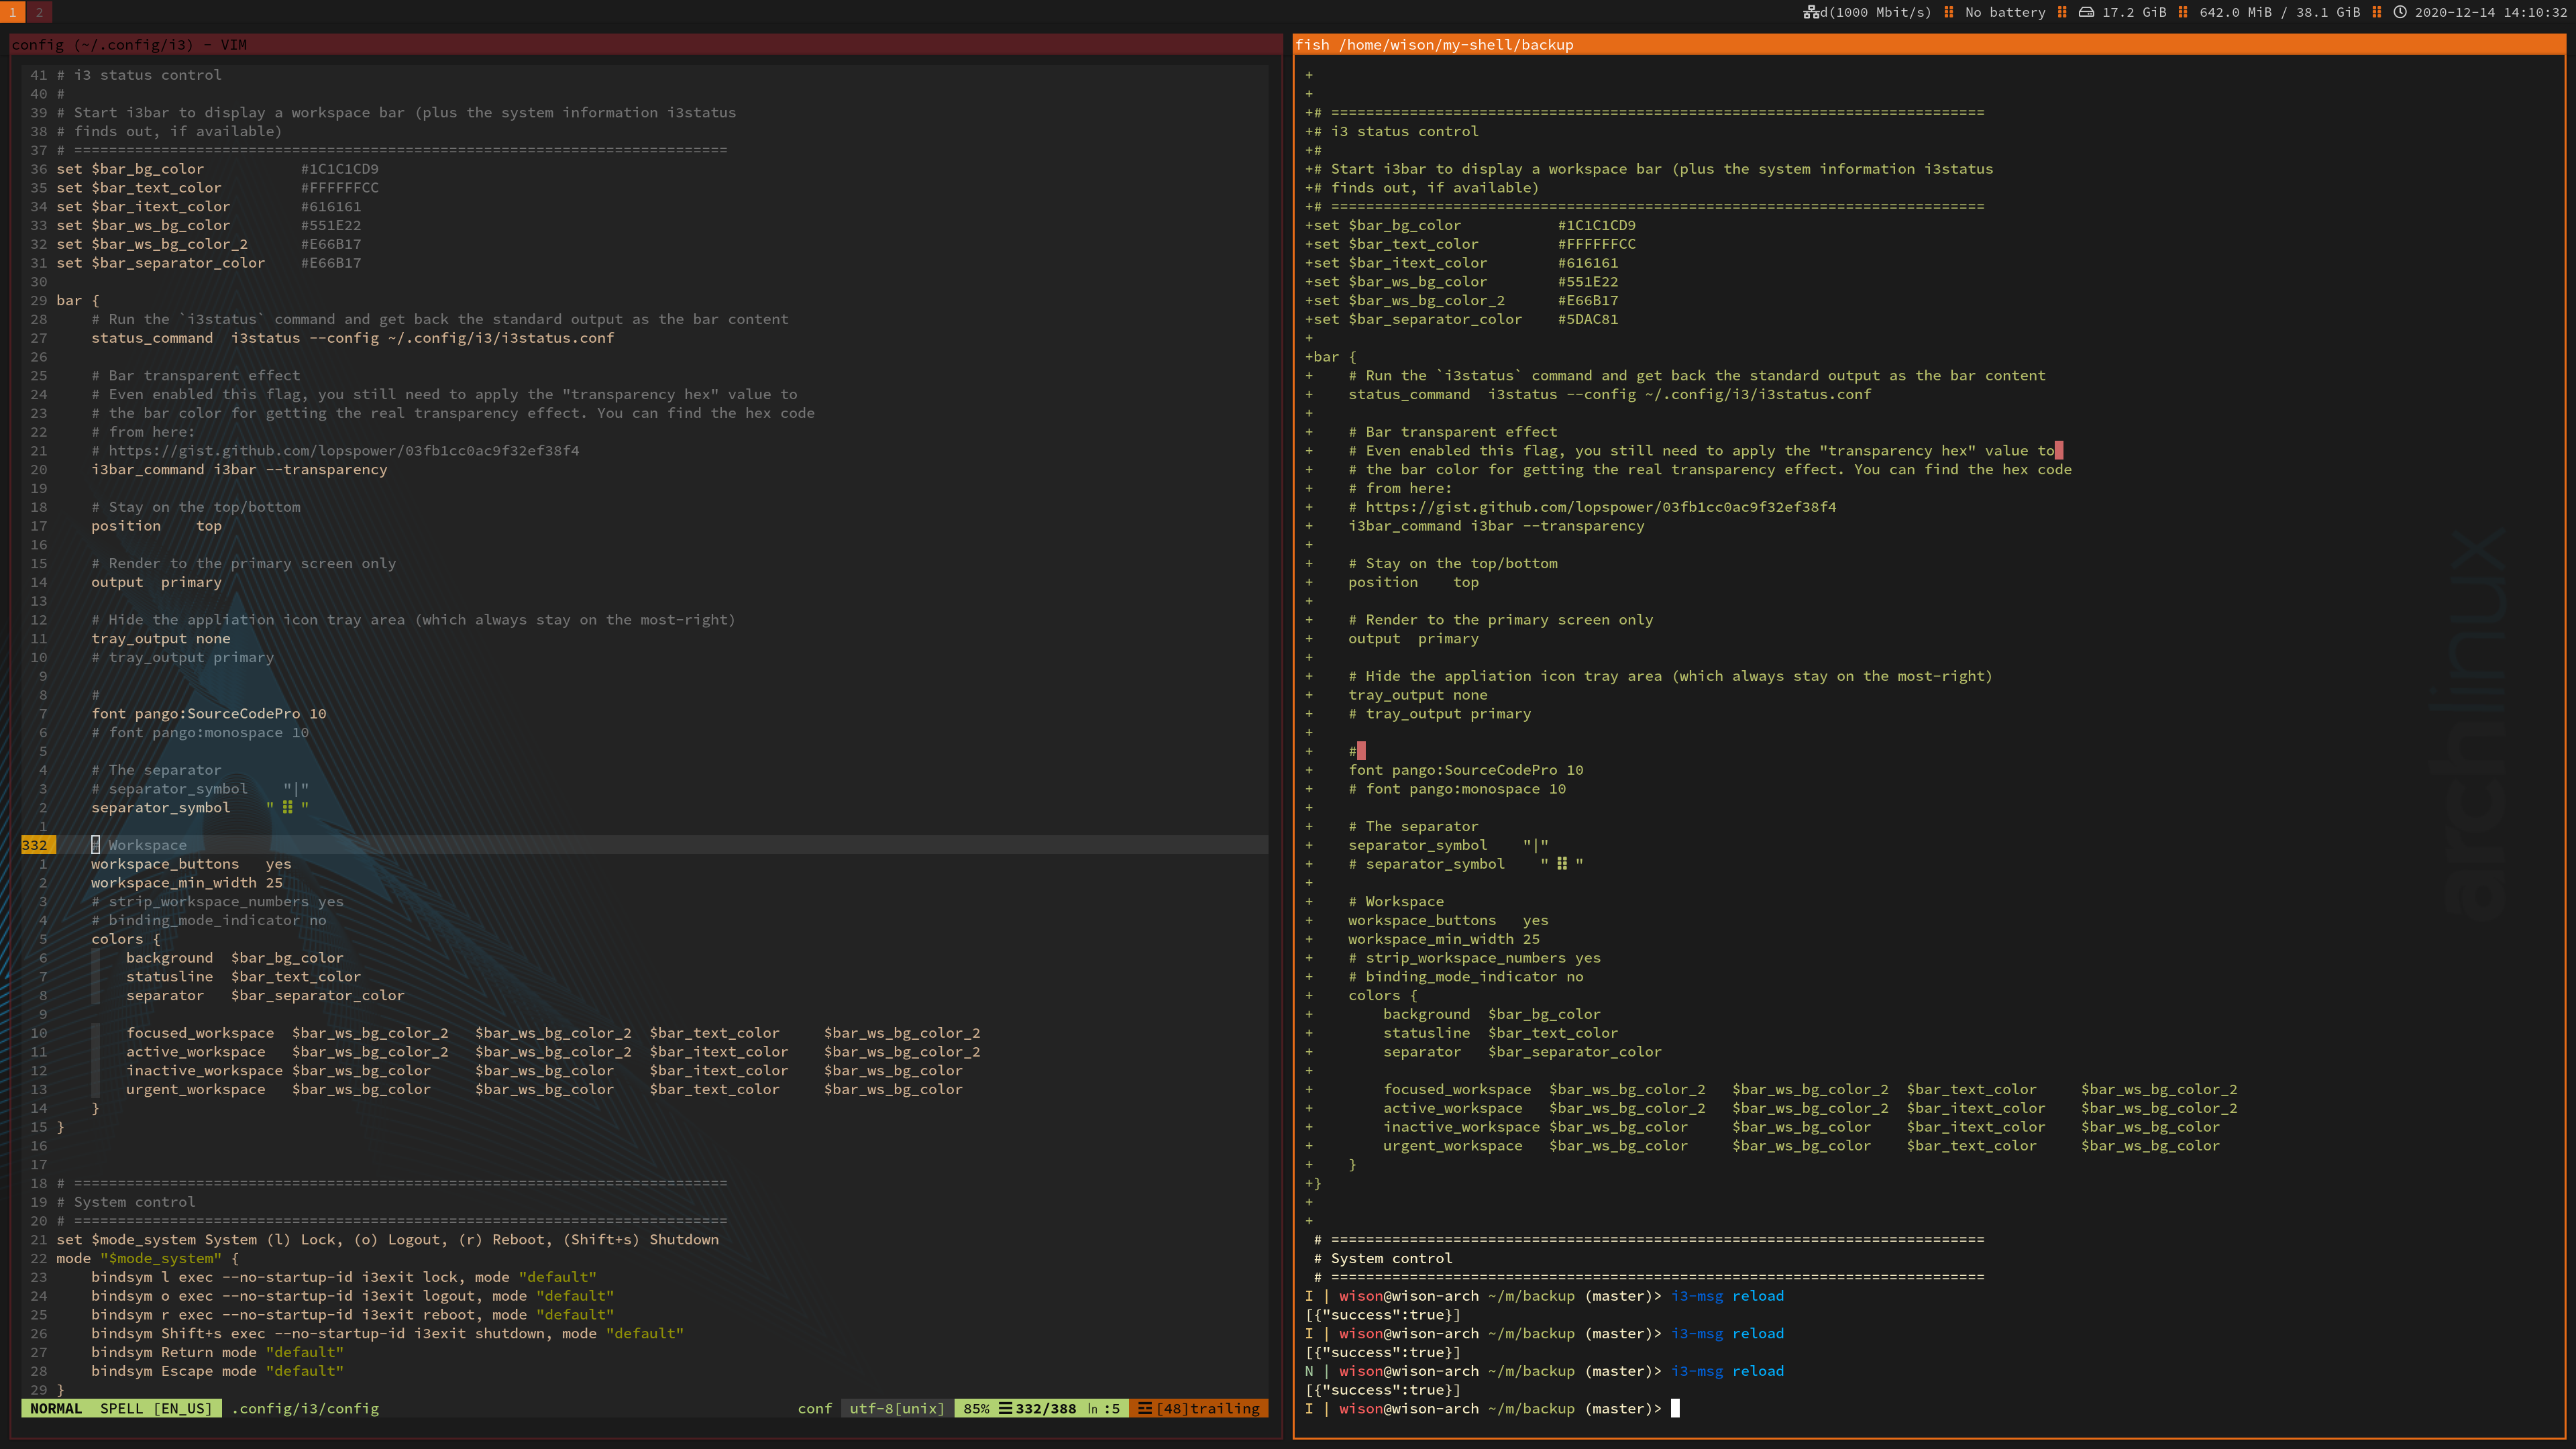 1 2
d(1000 Mbit/s) ⠿ No battery ⠿ 17.2 GiB ⠿ 642.0 MiB / 38.1 GiB ⠿ 2020-12-14 14:10:32
config (~/.config/i3) - VIM
41 # i3 status control
40 #
39 # Start i3bar to display a workspace bar (plus the system information i3status
38 # finds out, if available)
37 # ===========================================================================
36 set $bar_bg_color           #1C1C1CD9
35 set $bar_text_color         #FFFFFFCC
34 set $bar_itext_color        #616161
33 set $bar_ws_bg_color        #551E22
32 set $bar_ws_bg_color_2      #E66B17
31 set $bar_separator_color    #E66B17
30
29 bar {
28     # Run the `i3status` command and get back the standard output as the bar content
27     status_command  i3status --config ~/.config/i3/i3status.conf
26
25     # Bar transparent effect
24     # Even enabled this flag, you still need to apply the "transparency hex" value to
23     # the bar color for getting the real transparency effect. You can find the hex code
22     # from here:
21     # https://gist.github.com/lopspower/03fb1cc0ac9f32ef38f4
20     i3bar_command i3bar --transparency
19
18     # Stay on the top/bottom
17     position    top
16
15     # Render to the primary screen only
14     output  primary
13
12     # Hide the appliation icon tray area (which always stay on the most-right)
11     tray_output none
10     # tray_output primary
9
8     #
7     font pango:SourceCodePro 10
6     # font pango:monospace 10
5
4     # The separator
3     # separator_symbol    "|"
2     separator_symbol    " ⠿ "
1
332     # Workspace
1     workspace_buttons   yes
2     workspace_min_width 25
3     # strip_workspace_numbers yes
4     # binding_mode_indicator no
5     colors {
6         background  $bar_bg_color
7         statusline  $bar_text_color
8         separator   $bar_separator_color
9
10         focused_workspace  $bar_ws_bg_color_2   $bar_ws_bg_color_2  $bar_text_color     $bar_ws_bg_color_2
11         active_workspace   $bar_ws_bg_color_2   $bar_ws_bg_color_2  $bar_itext_color    $bar_ws_bg_color_2
12         inactive_workspace $bar_ws_bg_color     $bar_ws_bg_color    $bar_itext_color    $bar_ws_bg_color
13         urgent_workspace   $bar_ws_bg_color     $bar_ws_bg_color    $bar_text_color     $bar_ws_bg_color
14     }
15 }
16
17
18 # ===========================================================================
19 # System control
20 # ===========================================================================
21 set $mode_system System (l) Lock, (o) Logout, (r) Reboot, (Shift+s) Shutdown
22 mode "$mode_system" {
23     bindsym l exec --no-startup-id i3exit lock, mode "default"
24     bindsym o exec --no-startup-id i3exit logout, mode "default"
25     bindsym r exec --no-startup-id i3exit reboot, mode "default"
26     bindsym Shift+s exec --no-startup-id i3exit shutdown, mode "default"
27     bindsym Return mode "default"
28     bindsym Escape mode "default"
29 }
NORMAL  SPELL [EN_US]  .config/i3/config    conf  utf-8[unix]  85% ☰332/388 ln :5  ☲ [48]trailing
fish /home/wison/my-shell/backup
+
+
+# ===========================================================================
+# i3 status control
+#
+# Start i3bar to display a workspace bar (plus the system information i3status
+# finds out, if available)
+# ===========================================================================
+set $bar_bg_color           #1C1C1CD9
+set $bar_text_color         #FFFFFFCC
+set $bar_itext_color        #616161
+set $bar_ws_bg_color        #551E22
+set $bar_ws_bg_color_2      #E66B17
+set $bar_separator_color    #5DAC81
+
+bar {
+    # Run the `i3status` command and get back the standard output as the bar content
+    status_command  i3status --config ~/.config/i3/i3status.conf
+
+    # Bar transparent effect
+    # Even enabled this flag, you still need to apply the "transparency hex" value to
+    # the bar color for getting the real transparency effect. You can find the hex code
+    # from here:
+    # https://gist.github.com/lopspower/03fb1cc0ac9f32ef38f4
+    i3bar_command i3bar --transparency
+
+    # Stay on the top/bottom
+    position    top
+
+    # Render to the primary screen only
+    output  primary
+
+    # Hide the appliation icon tray area (which always stay on the most-right)
+    tray_output none
+    # tray_output primary
+
+    #
+    font pango:SourceCodePro 10
+    # font pango:monospace 10
+
+    # The separator
+    separator_symbol    "|"
+    # separator_symbol    " ⠿ "
+
+    # Workspace
+    workspace_buttons   yes
+    workspace_min_width 25
+    # strip_workspace_numbers yes
+    # binding_mode_indicator no
+    colors {
+        background  $bar_bg_color
+        statusline  $bar_text_color
+        separator   $bar_separator_color
+
+        focused_workspace  $bar_ws_bg_color_2   $bar_ws_bg_color_2  $bar_text_color     $bar_ws_bg_color_2
+        active_workspace   $bar_ws_bg_color_2   $bar_ws_bg_color_2  $bar_itext_color    $bar_ws_bg_color_2
+        inactive_workspace $bar_ws_bg_color     $bar_ws_bg_color    $bar_itext_color    $bar_ws_bg_color
+        urgent_workspace   $bar_ws_bg_color     $bar_ws_bg_color    $bar_text_color     $bar_ws_bg_color
+    }
+}
+
+
 # ===========================================================================
 # System control
 # ===========================================================================
I | wison@wison-arch ~/m/backup (master)> i3-msg reload
[{"success":true}]
I | wison@wison-arch ~/m/backup (master)> i3-msg reload
[{"success":true}]
N | wison@wison-arch ~/m/backup (master)> i3-msg reload
[{"success":true}]
I | wison@wison-arch ~/m/backup (master)>
archlinux